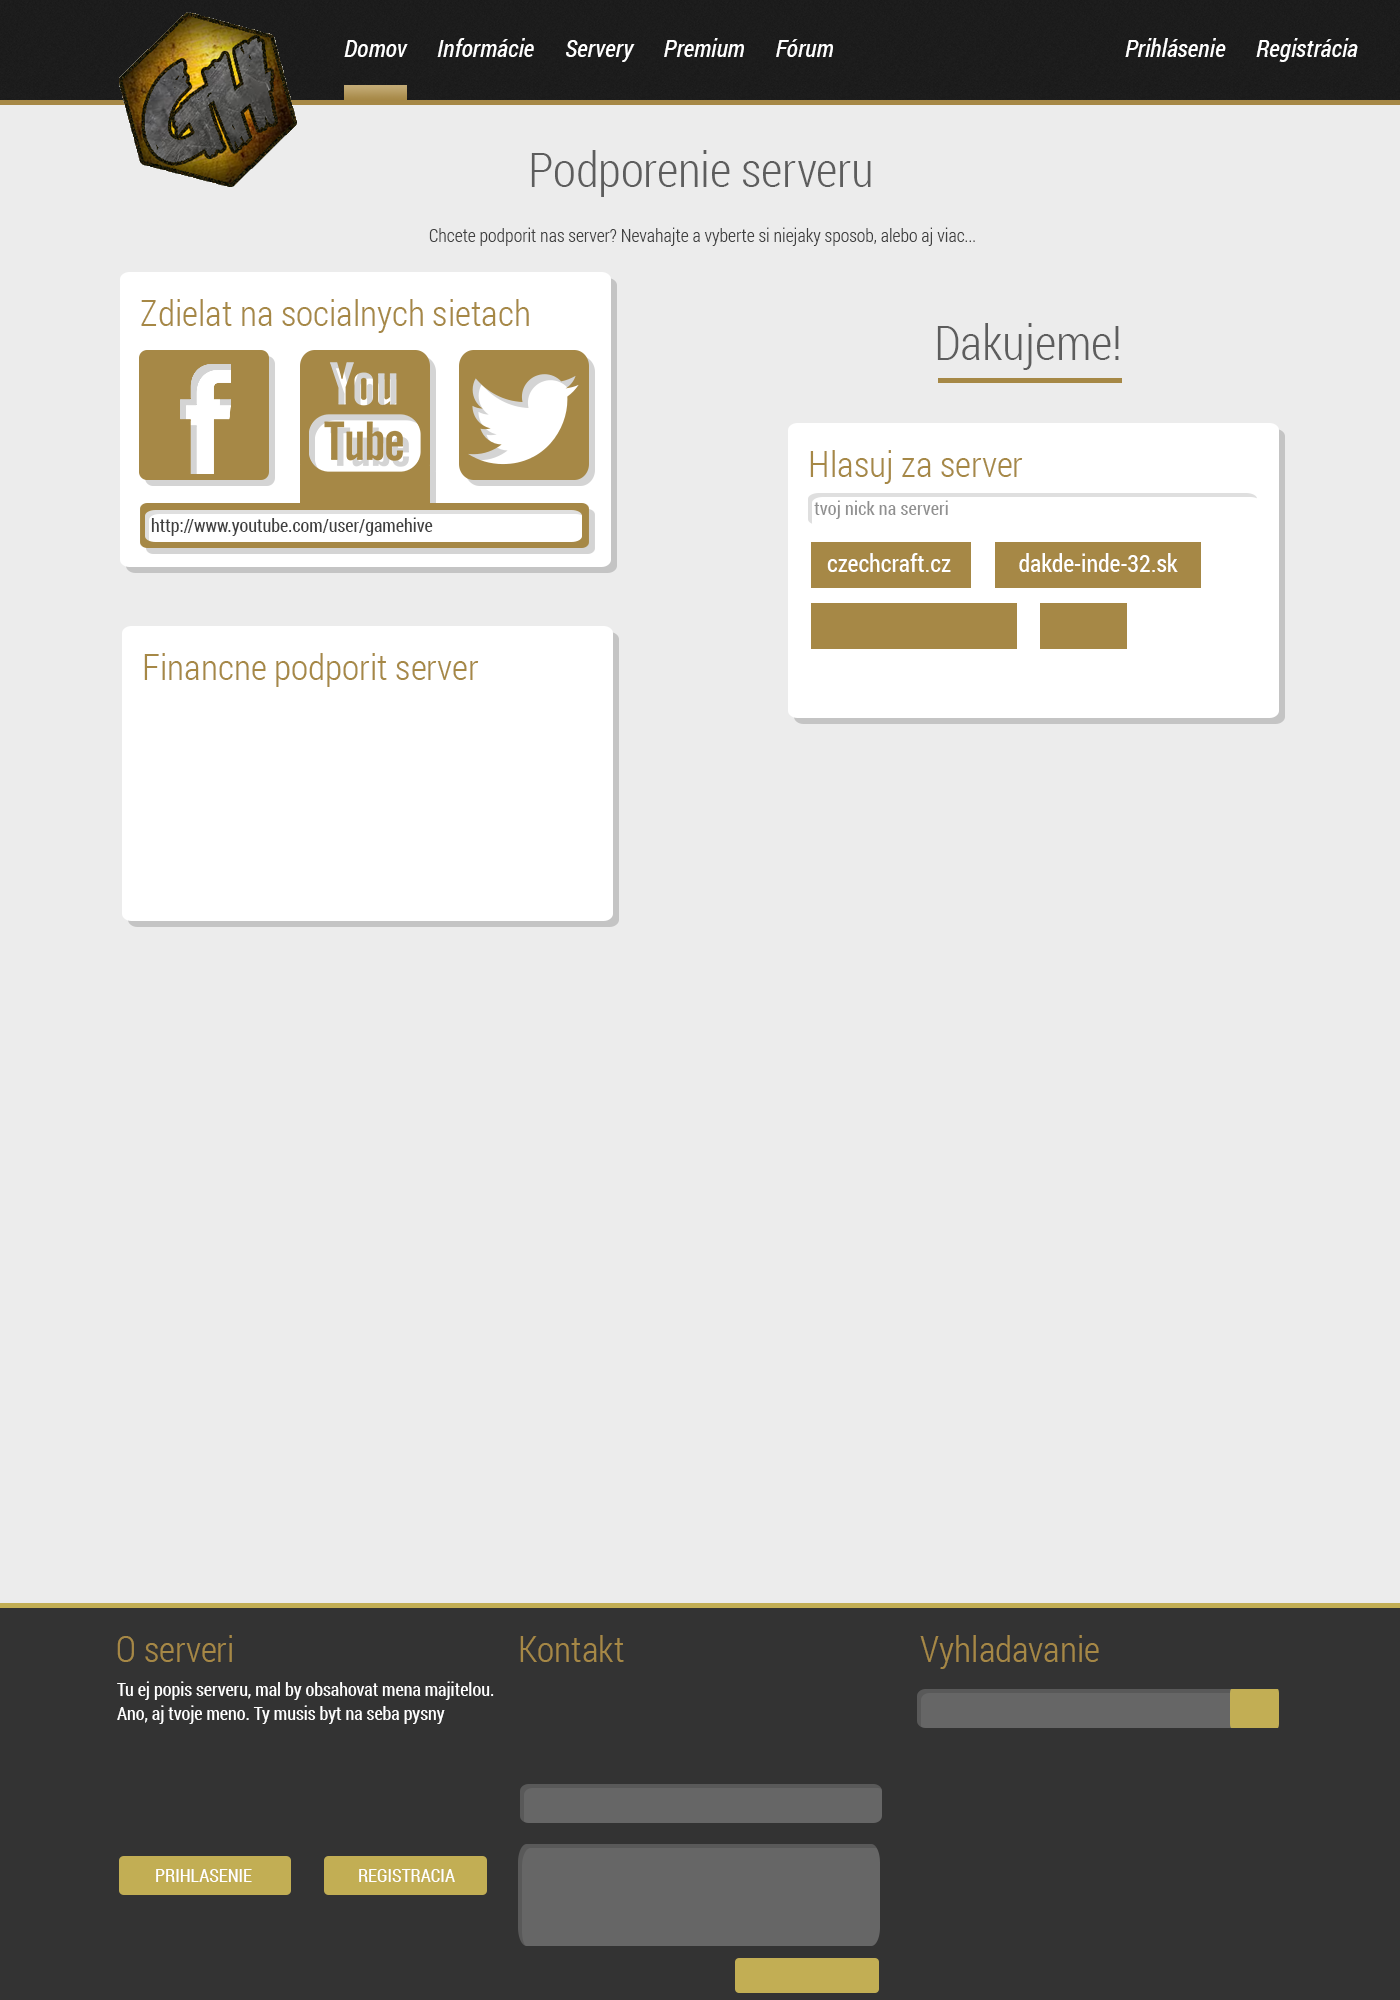 GH
Domov Informácie Servery Premium Fórum Prihlásenie Registrácia
Podporenie serveru
Chcete podporit nas server? Nevahajte a vyberte si niejaky sposob, alebo aj viac...
Zdielat na socialnych sietach
f
You
Tube
http://www.youtube.com/user/gamehive
Dakujeme!
Hlasuj za server
tvoj nick na serveri
czechcraft.cz dakde-inde-32.sk
Financne podporit server
O serveri
Tu ej popis serveru, mal by obsahovat mena majitelou.
Ano, aj tvoje meno. Ty musis byt na seba pysny
PRIHLASENIE REGISTRACIA
Kontakt
Vyhladavanie